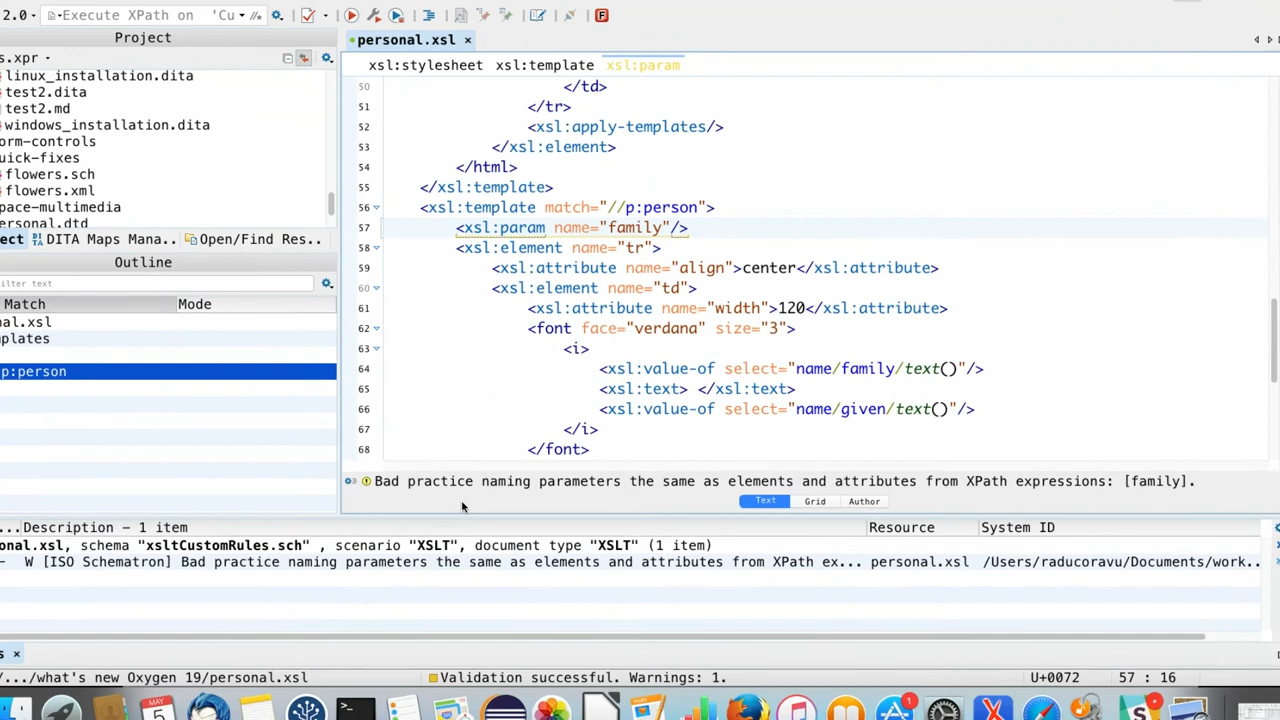 2.0 Execute XPath on 'Cu
Project
s.xpr
linux_installation.dita
test2.dita
test2.md
windows_installation.dita
orm-controls
uick-fixes
flowers.sch
flowers.xml
pace-multimedia
personal.dtd
ect DITA Maps Mana.. Open/Find Res..
Outline
ilter text
Match Mode
nal.xsl
mplates
p:person
personal.xsl ×
xsl:stylesheet xsl:template xsl:param
50 </td>
51 </tr>
52 <xsl:apply-templates/>
53 </xsl:element>
54 </html>
55 </xsl:template>
56 <xsl:template match="//p:person">
57 <xsl:param name="family"/>
58 <xsl:element name="tr">
59 <xsl:attribute name="align">center</xsl:attribute>
60 <xsl:element name="td">
61 <xsl:attribute name="width">120</xsl:attribute>
62 <font face="verdana" size="3">
63 <i>
64 <xsl:value-of select="name/family/text()"/>
65 <xsl:text> </xsl:text>
66 <xsl:value-of select="name/given/text()"/>
67 </i>
68 </font>
Bad practice naming parameters the same as elements and attributes from XPath expressions: [family].
Text Grid Author
... Description - 1 item Resource System ID
onal.xsl, schema "xsltCustomRules.sch" , scenario "XSLT", document type "XSLT" (1 item)
W [ISO Schematron] Bad practice naming parameters the same as elements and attributes from XPath ex... personal.xsl /Users/raducoravu/Documents/work..
s ×
/.../what's new Oxygen 19/personal.xsl Validation successful. Warnings: 1. U+0072 57 : 16
MAY
5
1